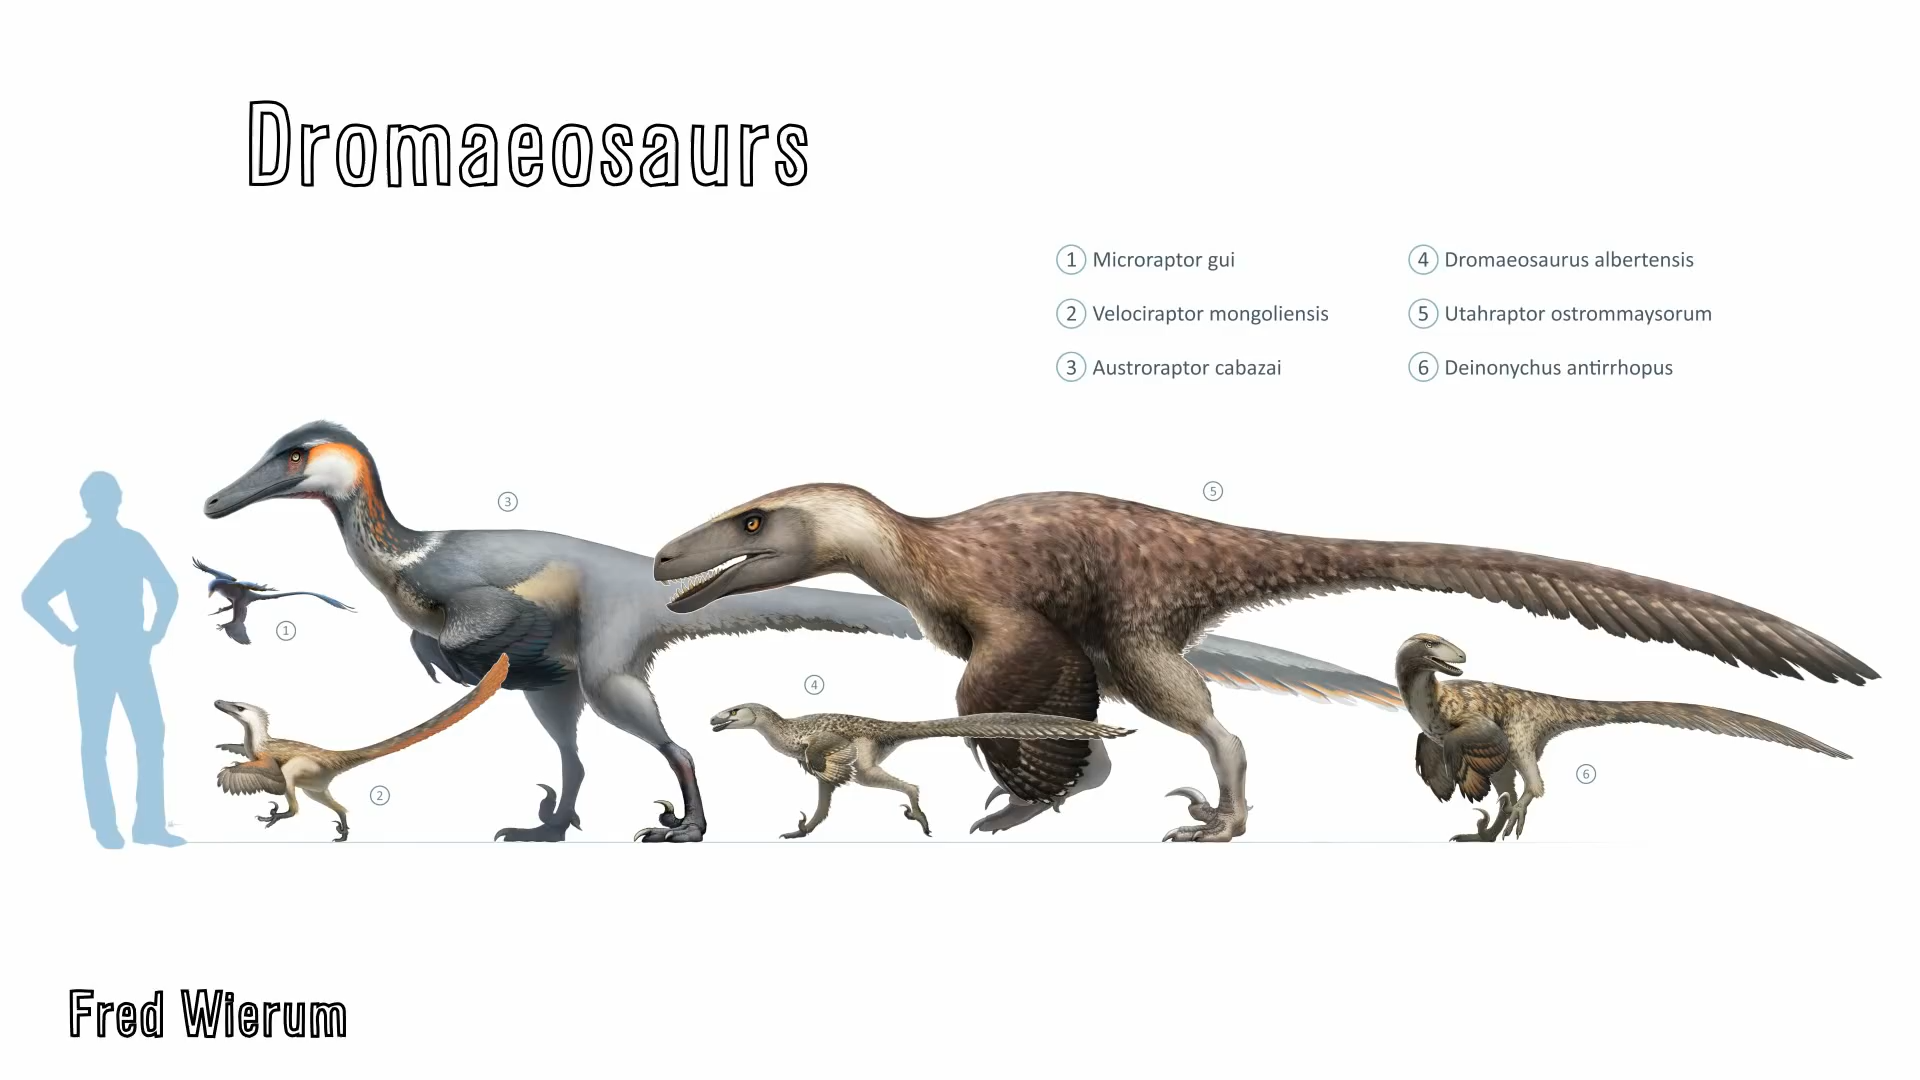 Dromaeosaurs
1 Microraptor gui
2 Velociraptor mongoliensis
3 Austroraptor cabazai
4 Dromaeosaurus albertensis
5 Utahraptor ostrommaysorum
6 Deinonychus antirrhopus
3
5
1
4
2
6
Fred Wierum